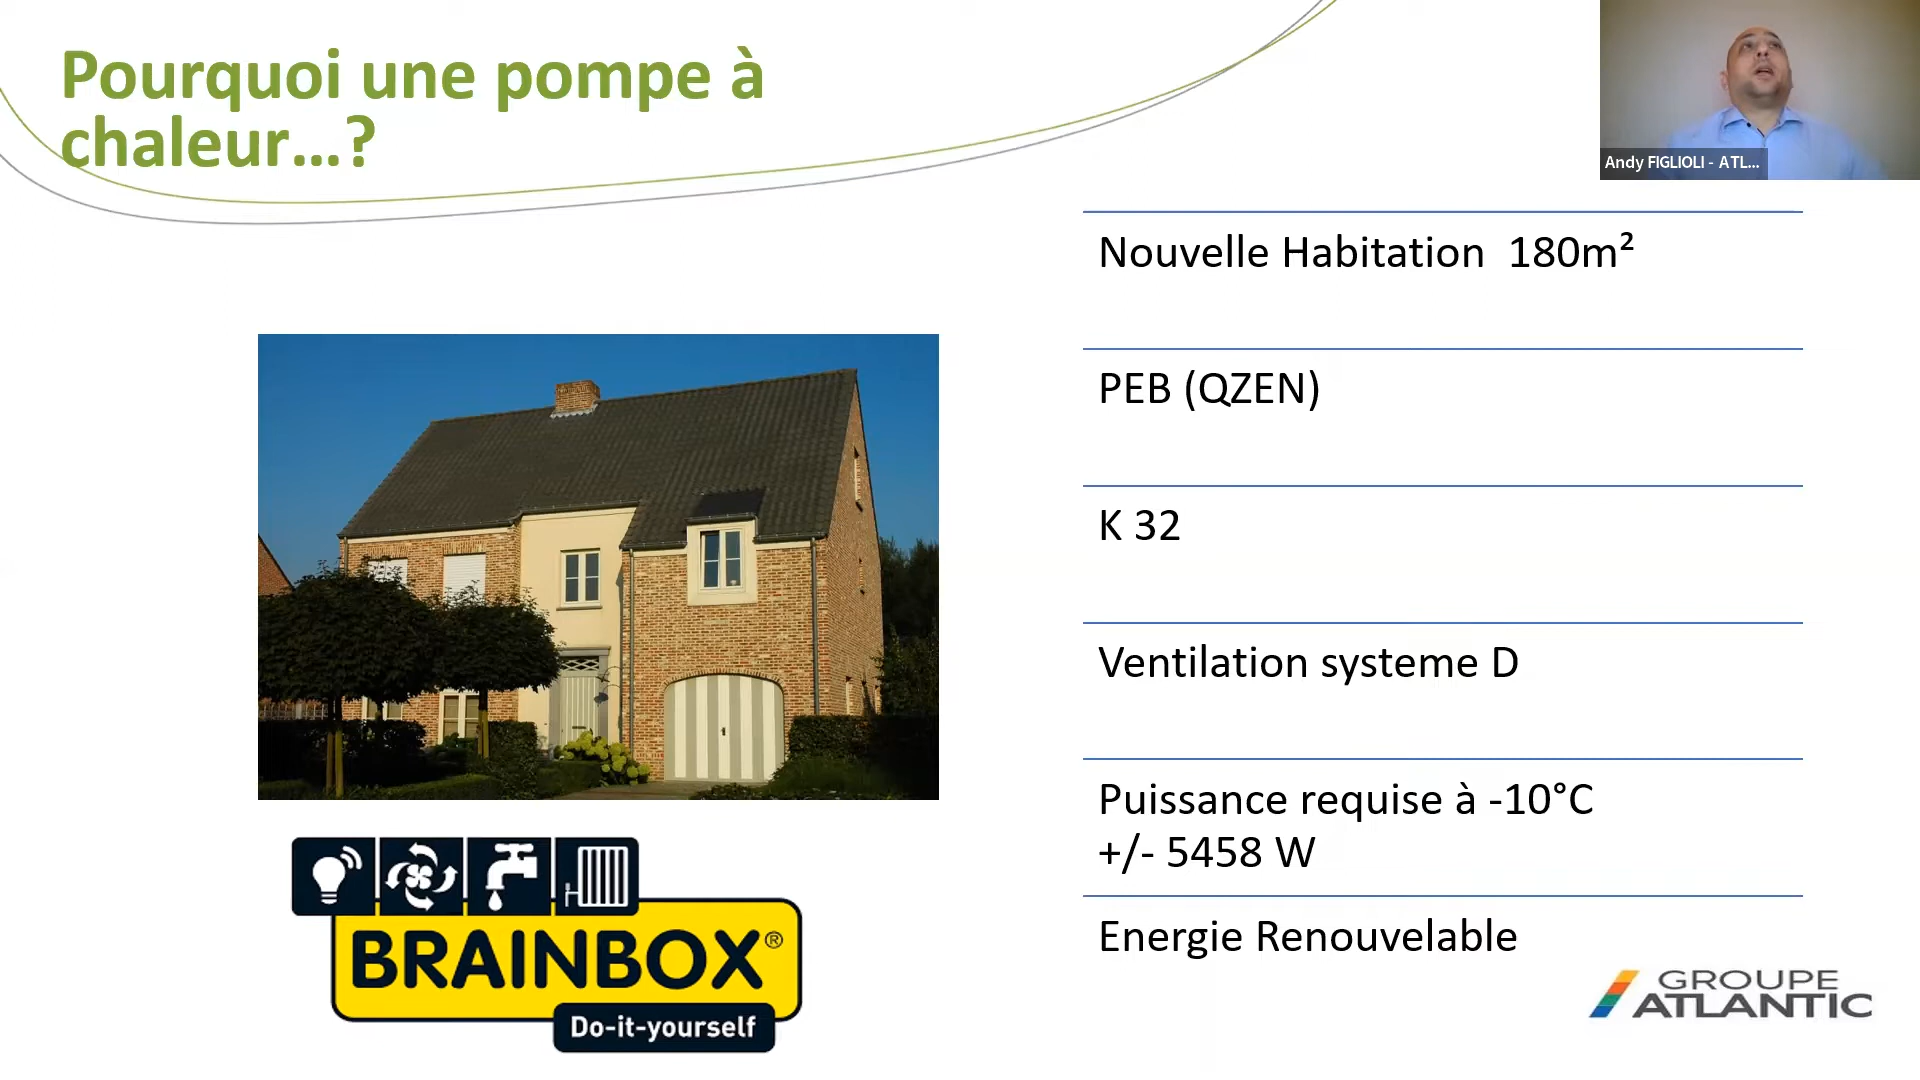 Pourquoi une pompe à
chaleur...?
Andy FIGLIOLI - ATL...
Nouvelle Habitation 180m²
PEB (QZEN)
K 32
Ventilation systeme D
Puissance requise à -10°C
+/- 5458 W
Energie Renouvelable
BRAINBOX®
Do-it-yourself
GROUPE
ATLANTIC